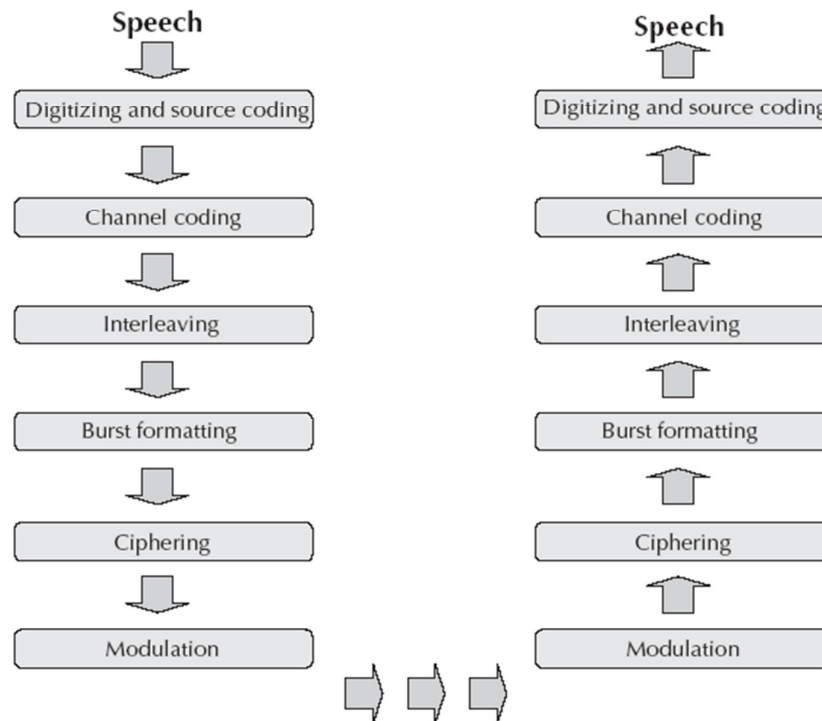 Speech
Digitizing and source coding
Channel coding
Interleaving
Burst formatting
Ciphering
Modulation
Speech
Digitizing and source coding
Channel coding
Interleaving
Burst formatting
Ciphering
Modulation